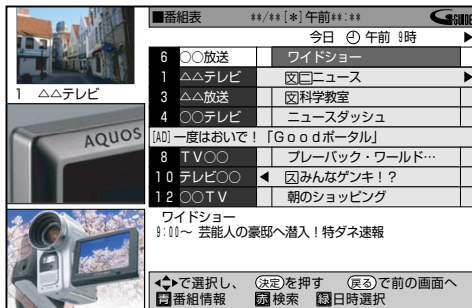 ■番組表 **/**[*]午前**:** GGUIDE
今日 午前 9時 ▶
6 ○○放送 ワイドショー
1 △△テレビ 文二ニュース ▶
3 △△放送 文科学教室
4 ○○テレビ ニュースダッシュ
[AD]一度はおいで！「Goodポータル」
8 TV○○ プレーバック・ワールド…
10 テレビ○○ ◀ 文みんなゲンキ！？
12 ○○TV 朝のショッピング
ワイドショー
9:00～ 芸能人の豪邸へ潜入！特ダネ速報
で選択し、 決定を押す 戻るで前の画面へ
青番組情報 赤検索 緑日時選択
1 △△テレビ
AQUOS